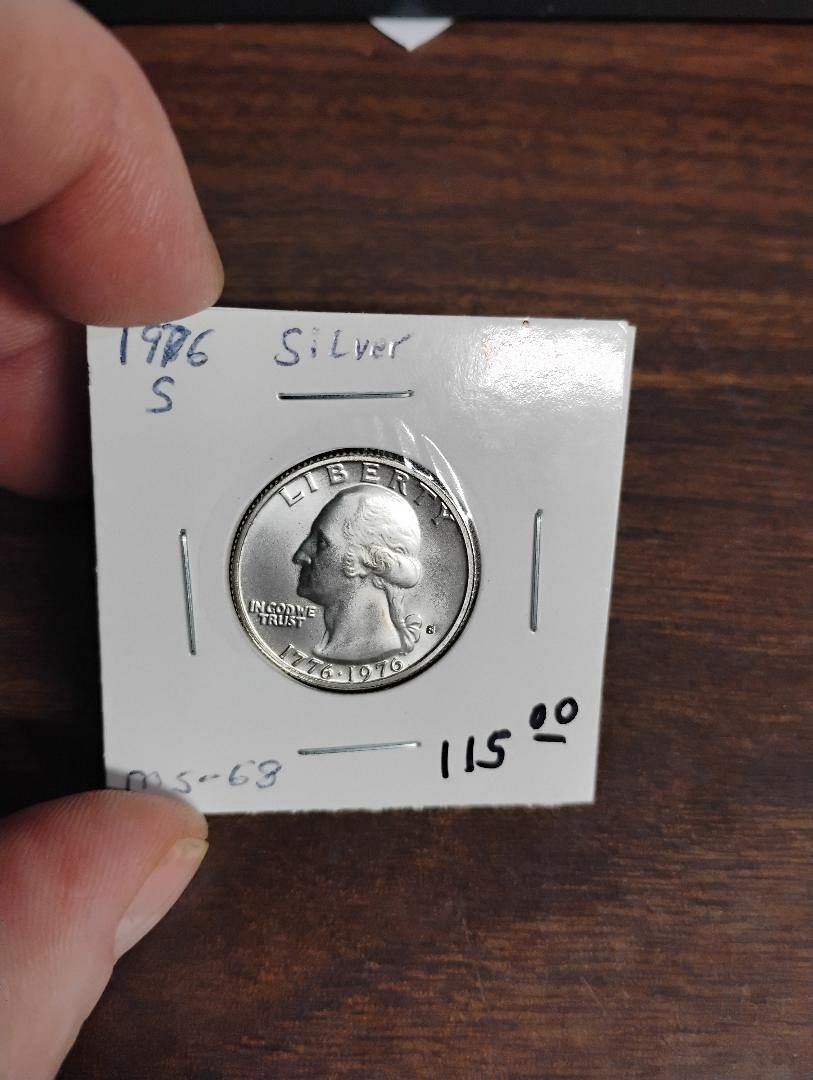 1976 Silver
S
LIBERTY
IN GOD WE
TRUST
S
1776·1976
MS-68
115 00